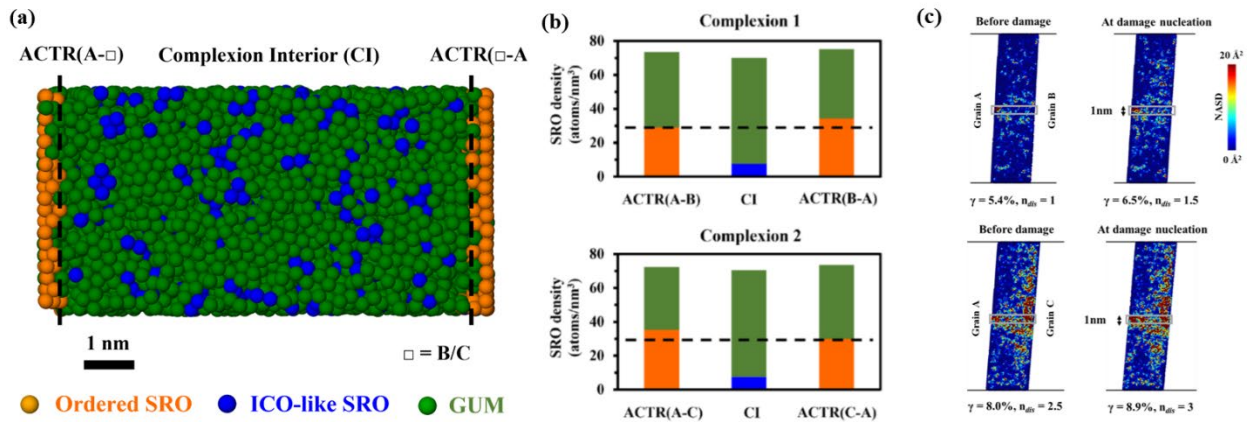 (a)
ACTR(A-□)
Complexion Interior (CI)
ACTR(□-A
1 nm
□ = B/C
Ordered SRO
ICO-like SRO
GUM
(b)
Complexion 1
SRO density
(atoms/nm³)
80
60
40
20
0
ACTR(A-B)
CI
ACTR(B-A)
Complexion 2
SRO density
(atoms/nm³)
80
60
40
20
0
ACTR(A-C)
CI
ACTR(C-A)
(c)
Before damage
At damage nucleation
Grain A
Grain B
1nm
20 Å²
NASD
0 Å²
γ = 5.4%, n_dis = 1
γ = 6.5%, n_dis = 1.5
Before damage
At damage nucleation
Grain A
Grain C
1nm
γ = 8.0%, n_dis = 2.5
γ = 8.9%, n_dis = 3